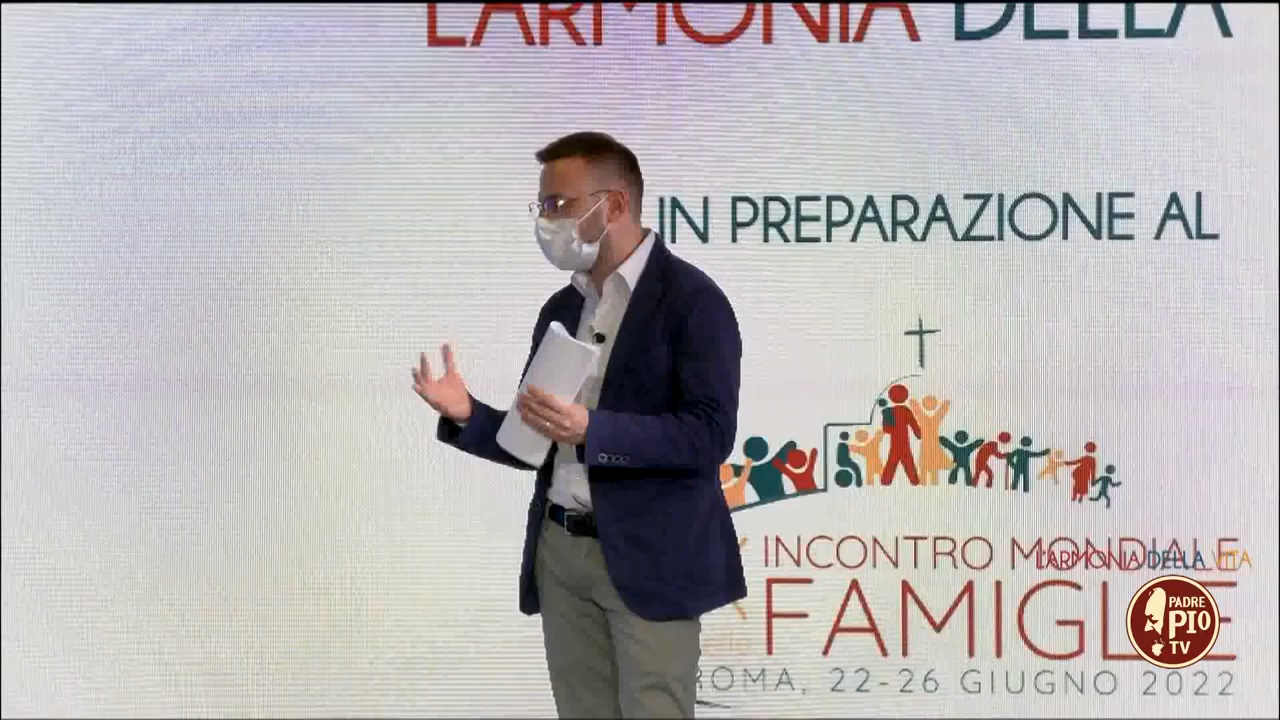 L'ARMONIA DELLA
IN PREPARAZIONE AL
INCONTRO MONDIALE
L'ARMONIA DELLA VITA
FAMIGLIE
ROMA, 22-26 GIUGNO 2022
PADRE
PIO
TV